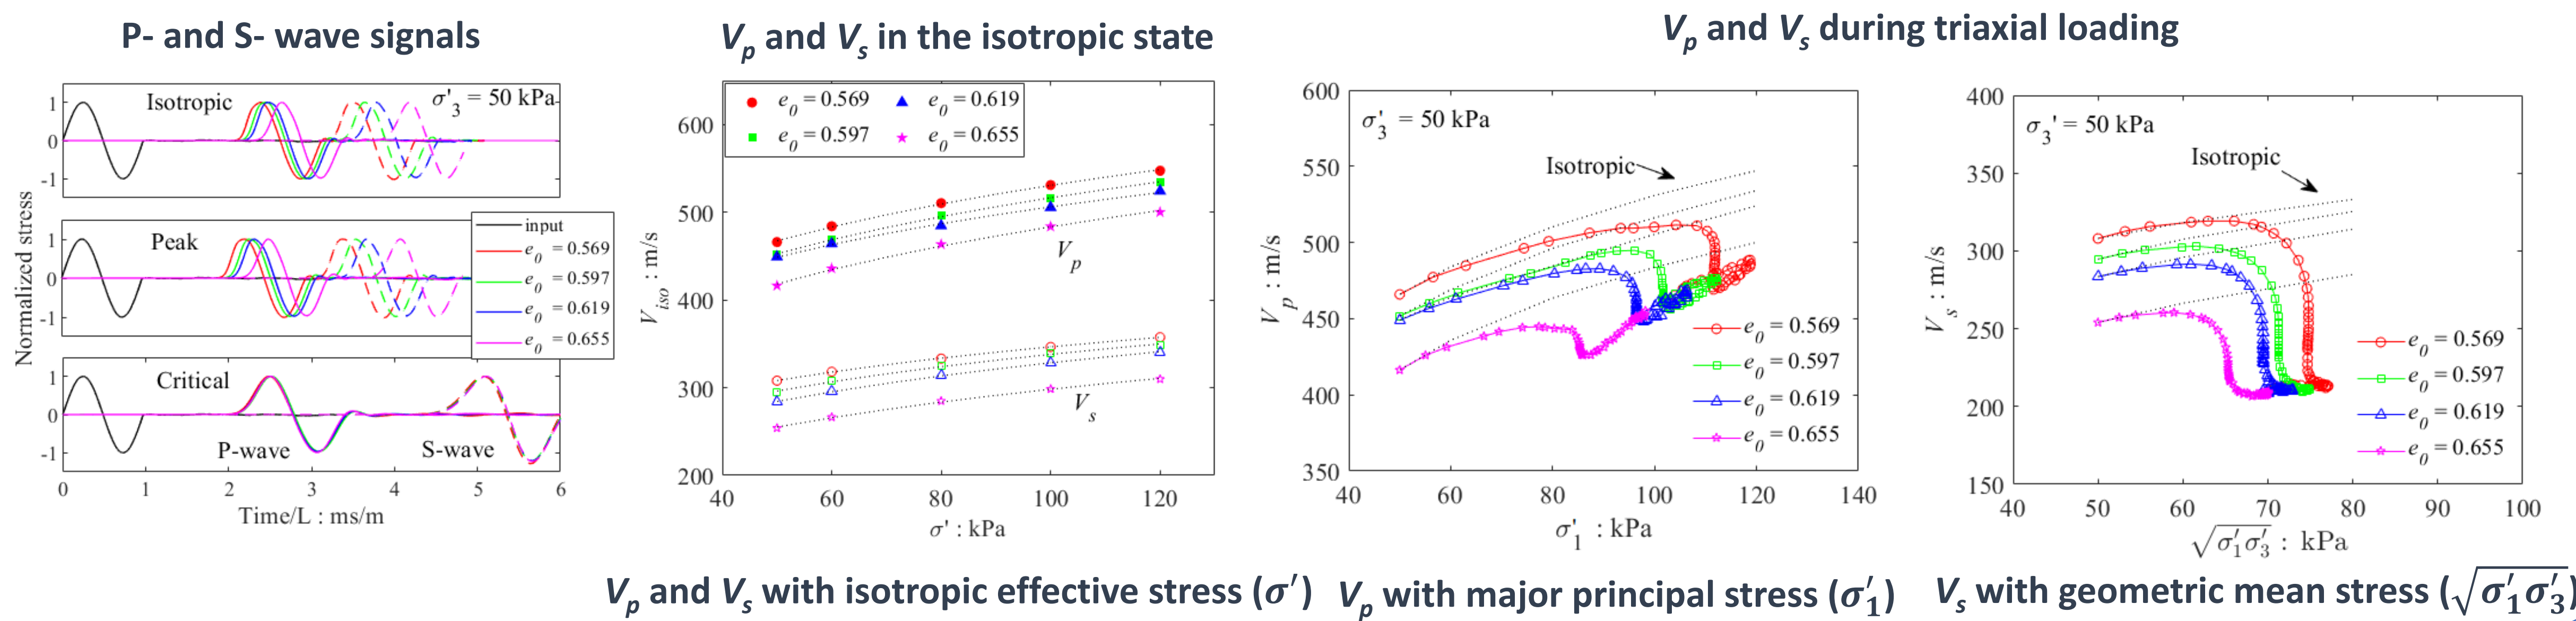 P- and S- wave signals
Vp and Vs in the isotropic state
Vp and Vs during triaxial loading
Normalized stress
Isotropic
σ'3 = 50 kPa
1
0
-1
Peak
1
0
-1
input
e0 = 0.569
e0 = 0.597
e0 = 0.619
e0 = 0.655
Critical
1
0
-1
P-wave
S-wave
0 1 2 3 4 5 6
Time/L : ms/m
e0 = 0.569 e0 = 0.619
e0 = 0.597 e0 = 0.655
600
500
400
300
200
Viso : m/s
Vp
Vs
40 60 80 100 120
σ' : kPa
600
550
500
450
400
350
Vp : m/s
σ'3 = 50 kPa
Isotropic
e0 = 0.569
e0 = 0.597
e0 = 0.619
e0 = 0.655
40 60 80 100 120 140
σ'1 : kPa
400
350
300
250
200
150
Vs : m/s
σ3' = 50 kPa
Isotropic
e0 = 0.569
e0 = 0.597
e0 = 0.619
e0 = 0.655
40 50 60 70 80 90 100
√σ'1σ'3 : kPa
Vp and Vs with isotropic effective stress (σ′)
Vp with major principal stress (σ′1)
Vs with geometric mean stress (√σ′1σ′3)